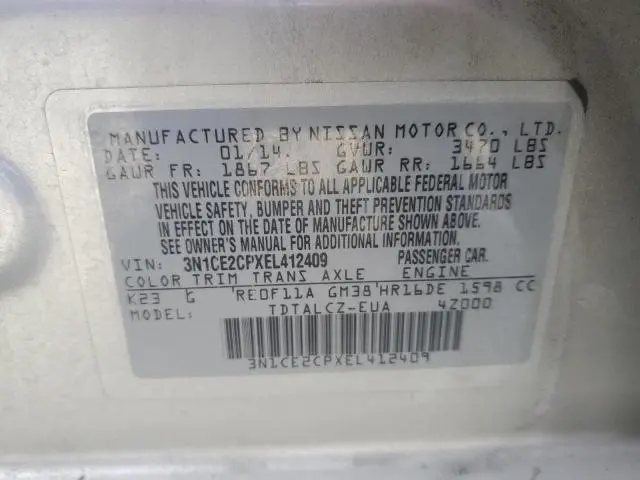 MANUFACTURED BY NISSAN MOTOR CO., LTD.
DATE: 01/14. GVWR: 3470 LBS
GAWR FR: 1867 LBS GAWR RR: 1664 LBS
THIS VEHICLE CONFORMS TO ALL APPLICABLE FEDERAL MOTOR
VEHICLE SAFETY, BUMPER AND THEFT PREVENTION STANDARDS
IN EFFECT ON THE DATE OF MANUFACTURE SHOWN ABOVE.
SEE OWNER'S MANUAL FOR ADDITIONAL INFORMATION.
VIN: 3N1CE2CPXEL412409 PASSENGER CAR.
COLOR TRIM TRANS AXLE ENGINE
K23 G RE0F11A GM38 HR16DE 1598 CC
MODEL: TDTALCZ-EUA 4Z000
3N1CE2CPXEL412409